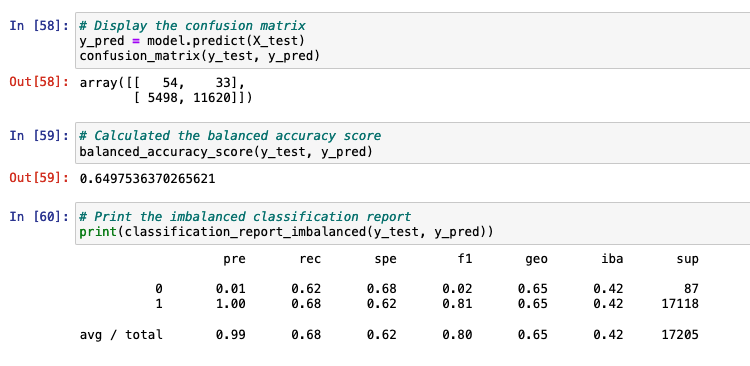 In [58]: # Display the confusion matrix
y_pred = model.predict(X_test)
confusion_matrix(y_test, y_pred)
Out[58]: array([[   54,    33],
       [ 5498, 11620]])
In [59]: # Calculated the balanced accuracy score
balanced_accuracy_score(y_test, y_pred)
Out[59]: 0.6497536370265621
In [60]: # Print the imbalanced classification report
print(classification_report_imbalanced(y_test, y_pred))
pre rec spe f1 geo iba sup
0 0.01 0.62 0.68 0.02 0.65 0.42 87
1 1.00 0.68 0.62 0.81 0.65 0.42 17118
avg / total 0.99 0.68 0.62 0.80 0.65 0.42 17205